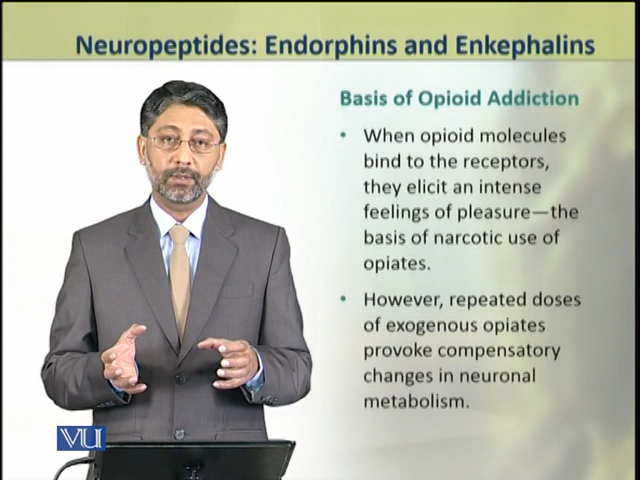 Neuropeptides: Endorphins and Enkephalins
Basis of Opioid Addiction
• When opioid molecules
bind to the receptors,
they elicit an intense
feelings of pleasure—the
basis of narcotic use of
opiates.
• However, repeated doses
of exogenous opiates
provoke compensatory
changes in neuronal
metabolism.
VU